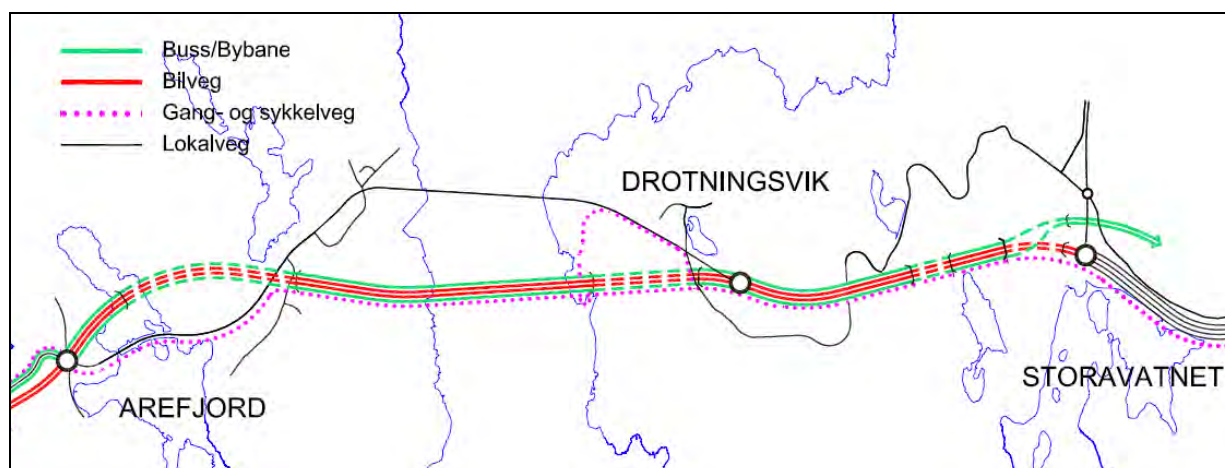 Buss/Bybane
Bilveg
Gang- og sykkelveg
Lokalveg
DROTNINGSVIK
STORAVATNET
AREFJORD